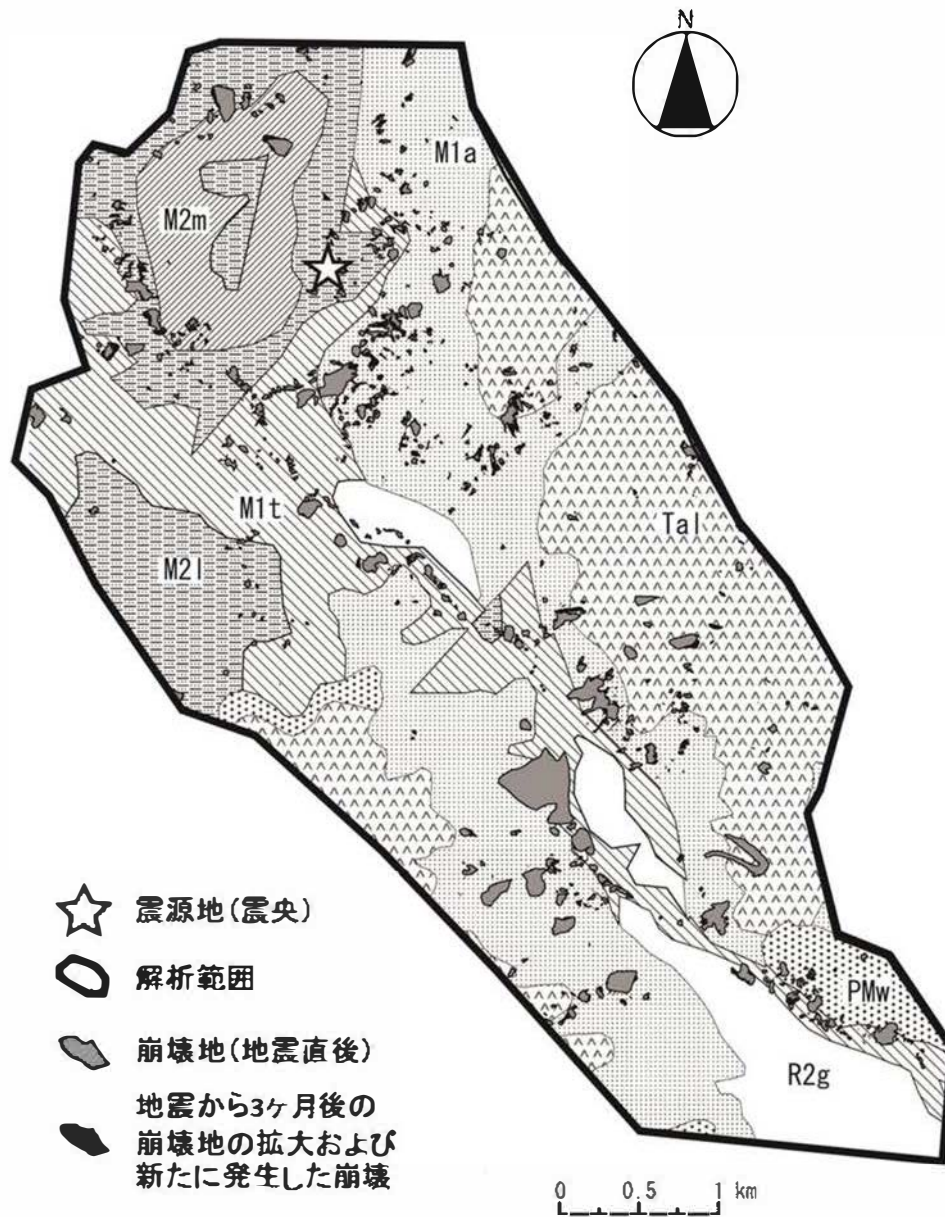 N
M1a
M2m
M1t
M2l
Tal
PMw
R2g
震源地(震央)
解析範囲
崩壊地(地震直後)
地震から3ヶ月後の
崩壊地の拡大および
新たに発生した崩壊
0 0.5 1 km